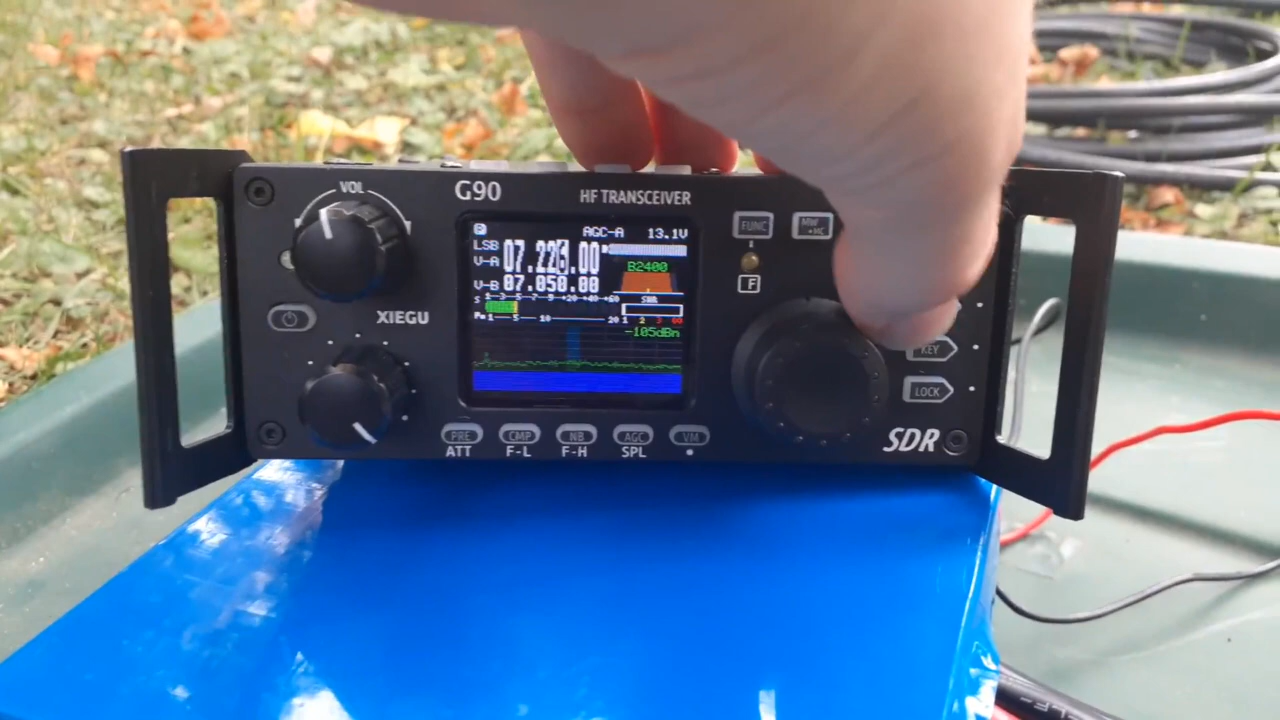 VOL
G90
HF TRANSCEIVER
FUNC
AGC-A 13.1V
LSB
V-A
V-B 07.050.00
B2400
SWR
-105dBm
F
XIEGU
KEY
LOCK
PRE CMP NB AGC VM
ATT F-L F-H SPL
SDR